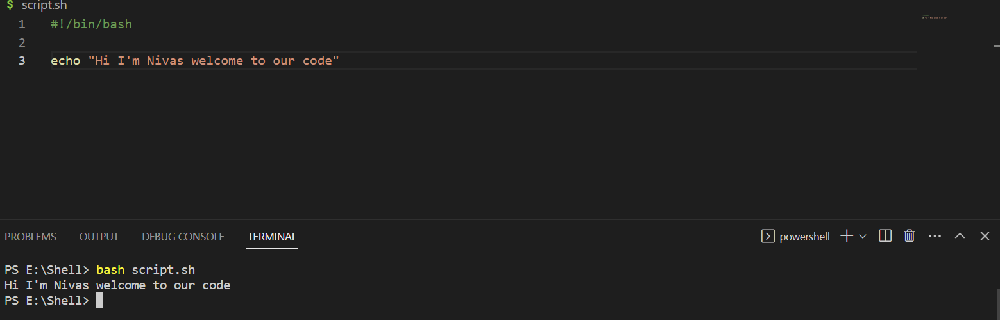 $ script.sh
1 #!/bin/bash
2
3 echo "Hi I'm Nivas welcome to our code"
PROBLEMS OUTPUT DEBUG CONSOLE TERMINAL powershell
PS E:\Shell> bash script.sh
Hi I'm Nivas welcome to our code
PS E:\Shell>